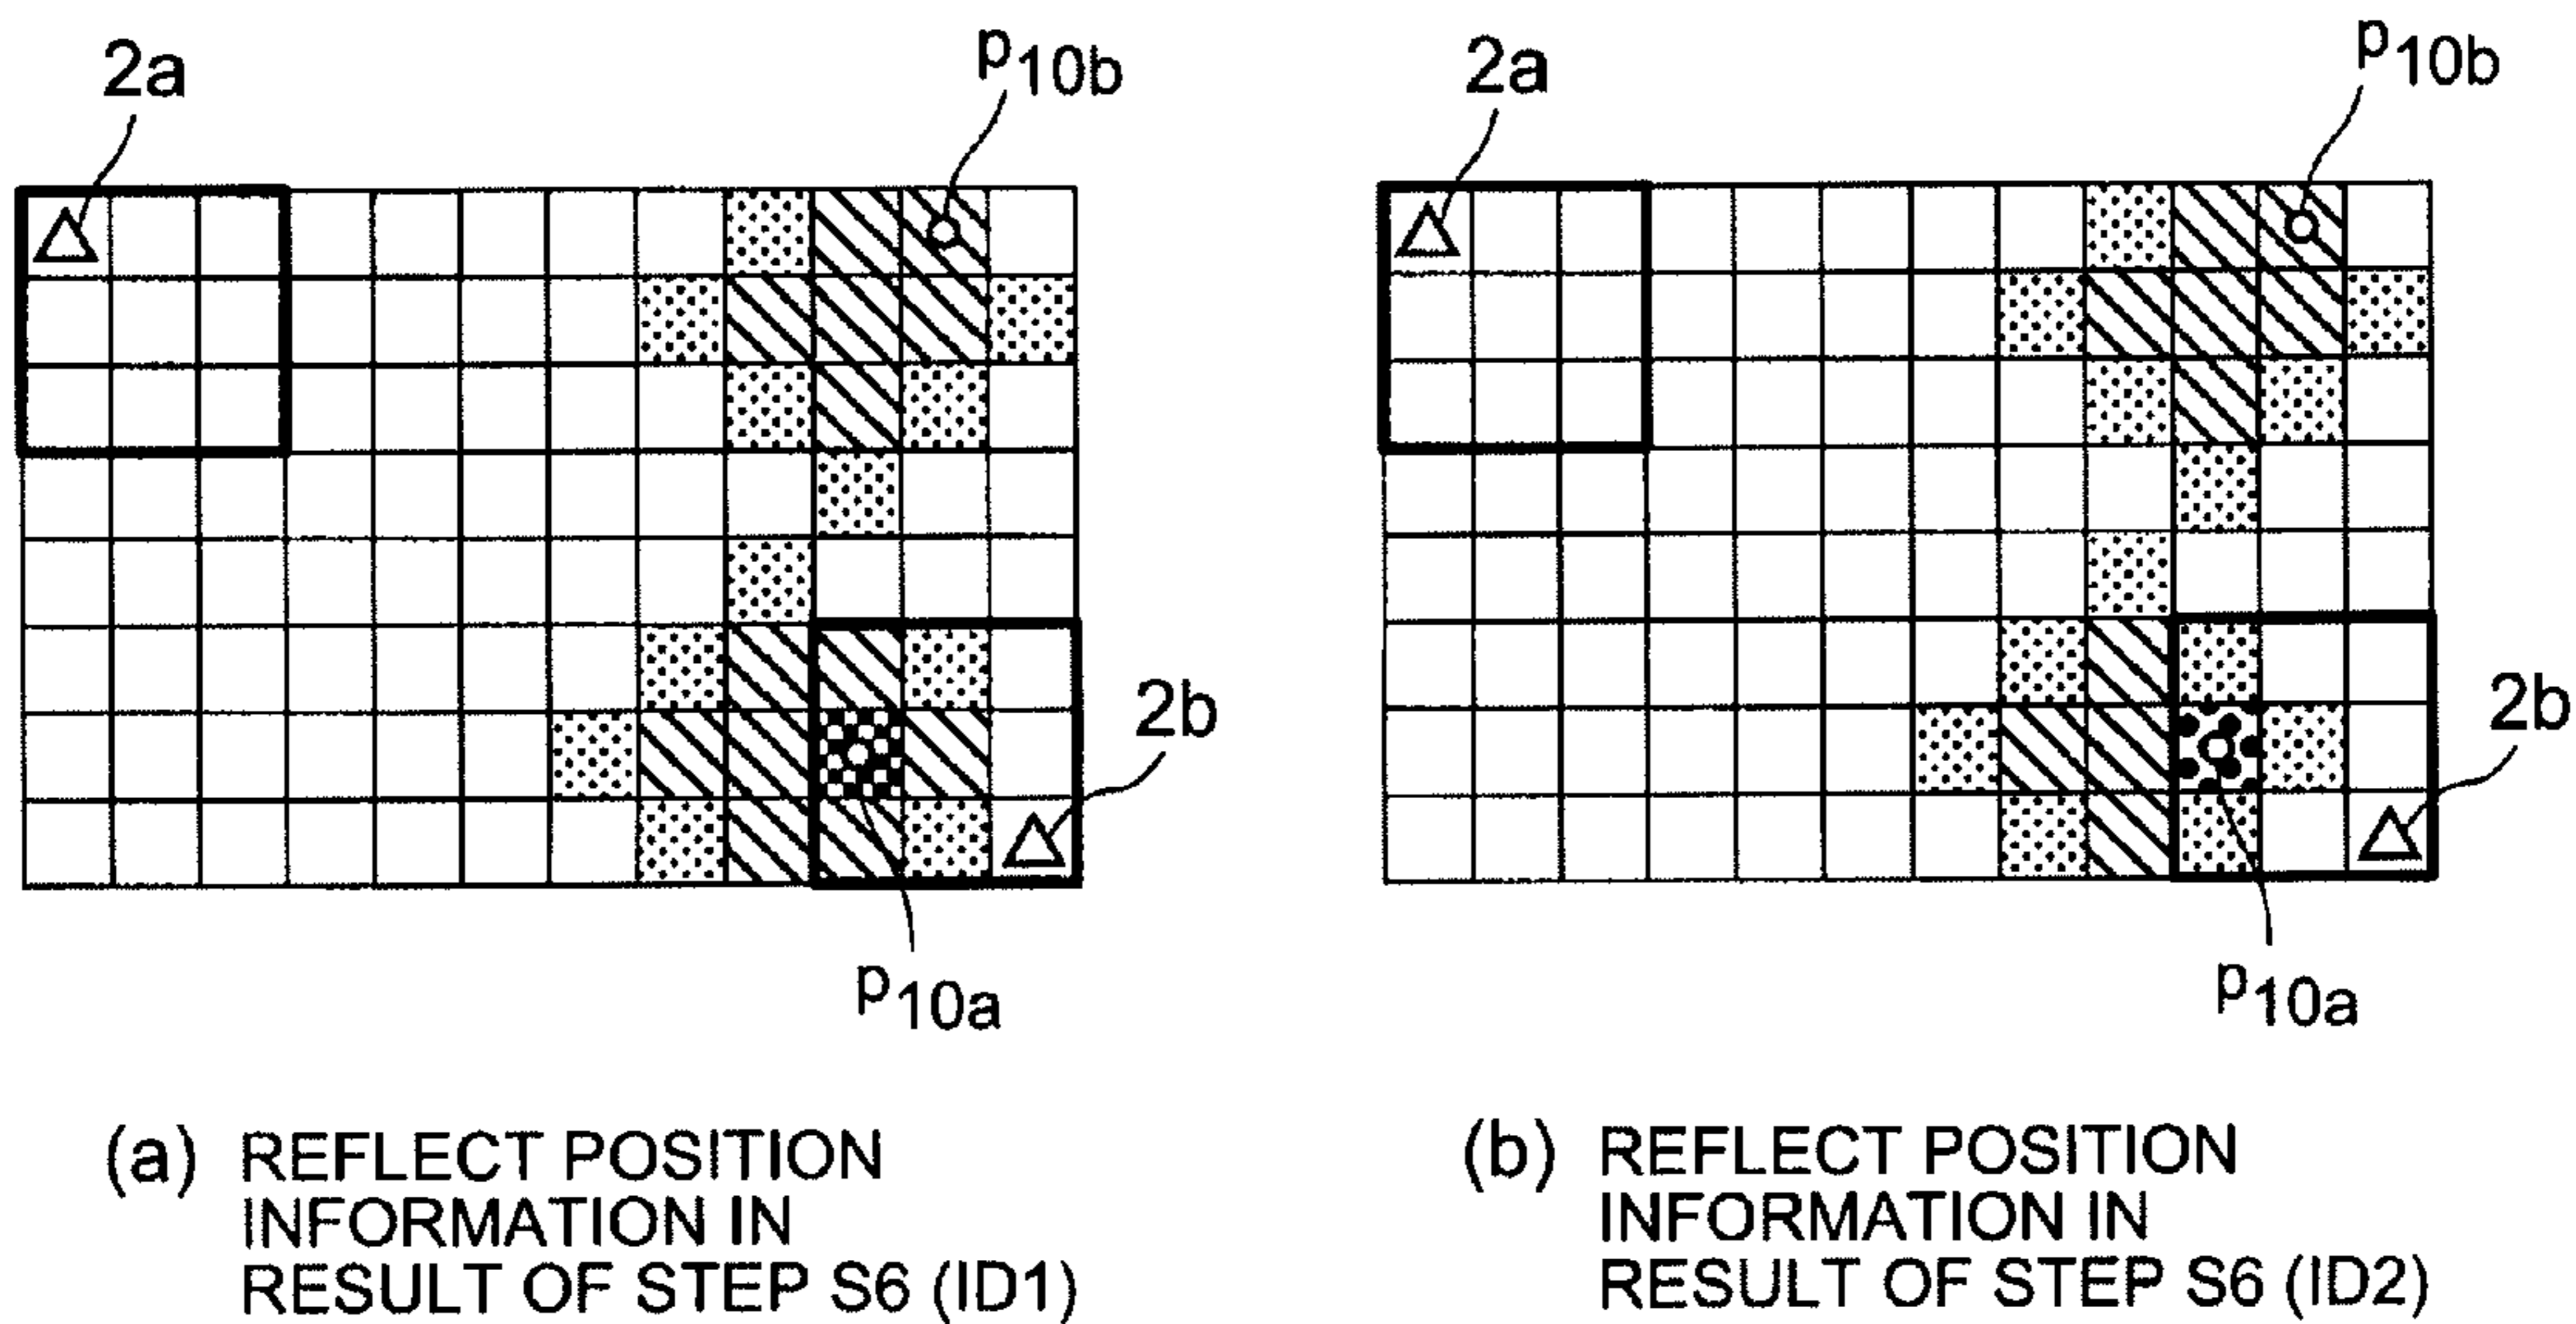 2a
p10b
2a
p10b
2b
2b
p10a
p10a
(a) REFLECT POSITION
INFORMATION IN
RESULT OF STEP S6 (ID1)
(b) REFLECT POSITION
INFORMATION IN
RESULT OF STEP S6 (ID2)